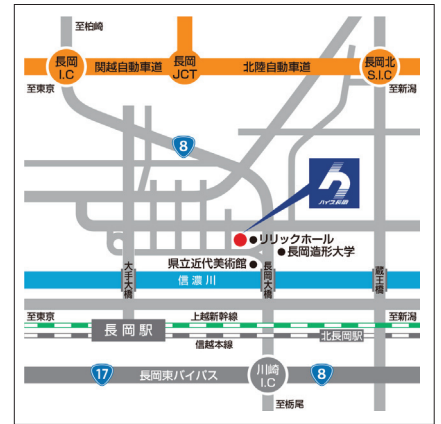 至柏崎
長岡
I.C
関越自動車道
長岡
JCT
北陸自動車道
長岡北
S.I.C
至東京
至新潟
8
ハイブ長岡
リリックホール
長岡造形大学
県立近代美術館
大手大橋
長岡大橋
蔵王橋
信濃川
至東京
上越新幹線
至新潟
長岡駅
信越本線
北長岡駅
17
長岡東バイパス
川崎
I.C
8
至栃尾